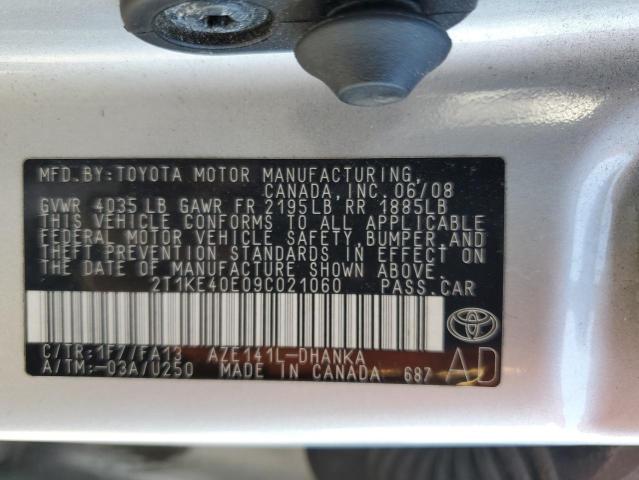 MFD.BY:TOYOTA MOTOR MANUFACTURING,
CANADA, INC. 06/08
GVWR 4035 LB GAWR FR 2195LB RR 1885LB
THIS VEHICLE CONFORMS TO ALL APPLICABLE
FEDERAL MOTOR VEHICLE SAFETY,BUMPER,AND
THEFT PREVENTION STANDARDS IN EFFECT ON
THE DATE OF MANUFACTURE SHOWN ABOVE.
2T1KE40E09C021060 PASS.CAR
C/TR:1F7/FA13 AZE141L-DHANKA
A/TM:-03A/U250 MADE IN CANADA 687 AD